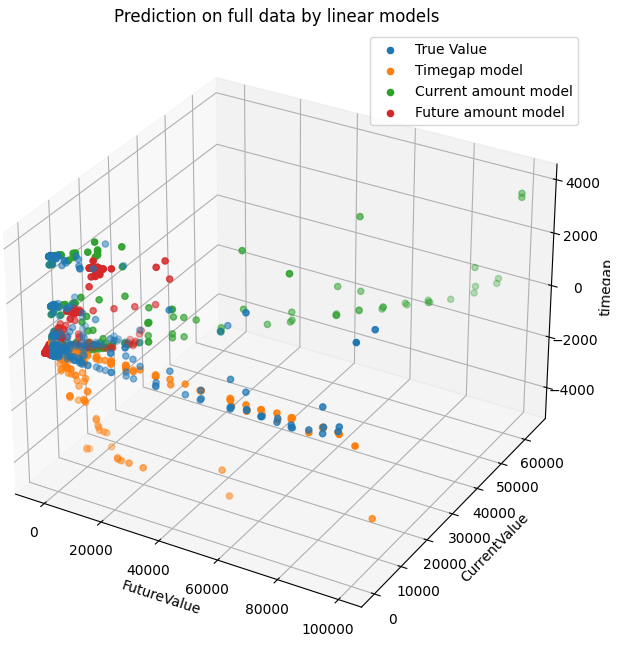 Prediction on full data by linear models
True Value
Timegap model
Current amount model
Future amount model
4000
2000
0
−2000
−4000
timegap
60000
50000
40000
30000
20000
10000
0
CurrentValue
0
20000
40000
60000
80000
100000
FutureValue